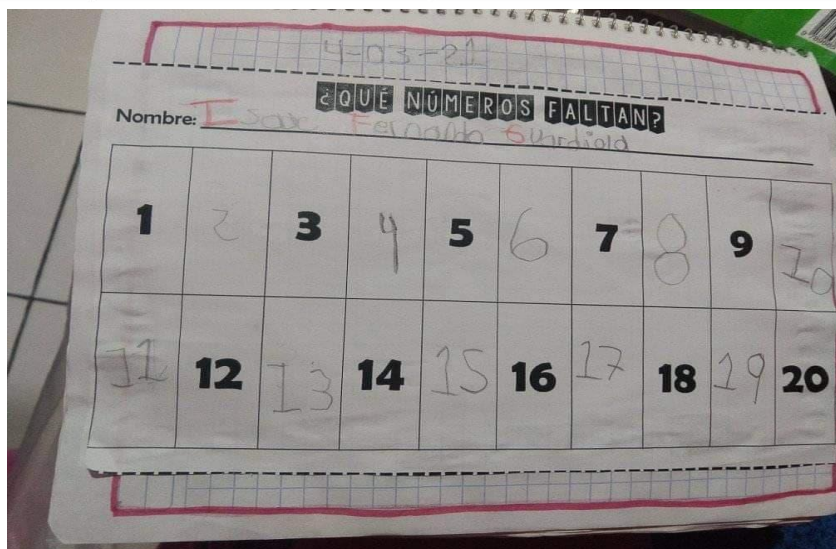 4-03-21
¿QUÉ NÚMEROS FALTAN?
Nombre: Isaac Fernando Guardiola
1 2 3 4 5 6 7 8 9 10
11 12 13 14 15 16 17 18 19 20